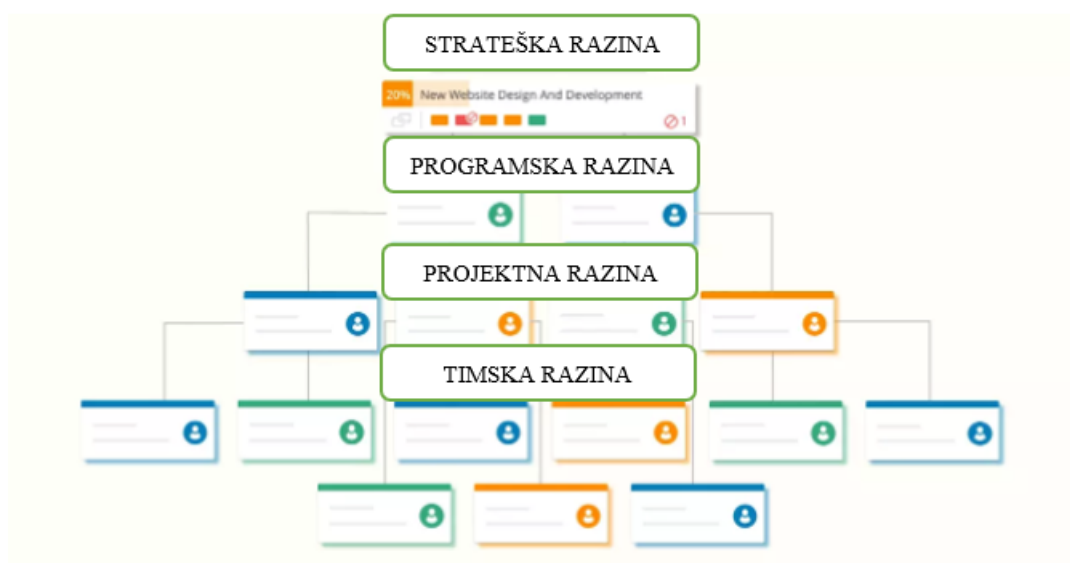 STRATEŠKA RAZINA
20% New Website Design And Development
1
PROGRAMSKA RAZINA
PROJEKTNA RAZINA
TIMSKA RAZINA